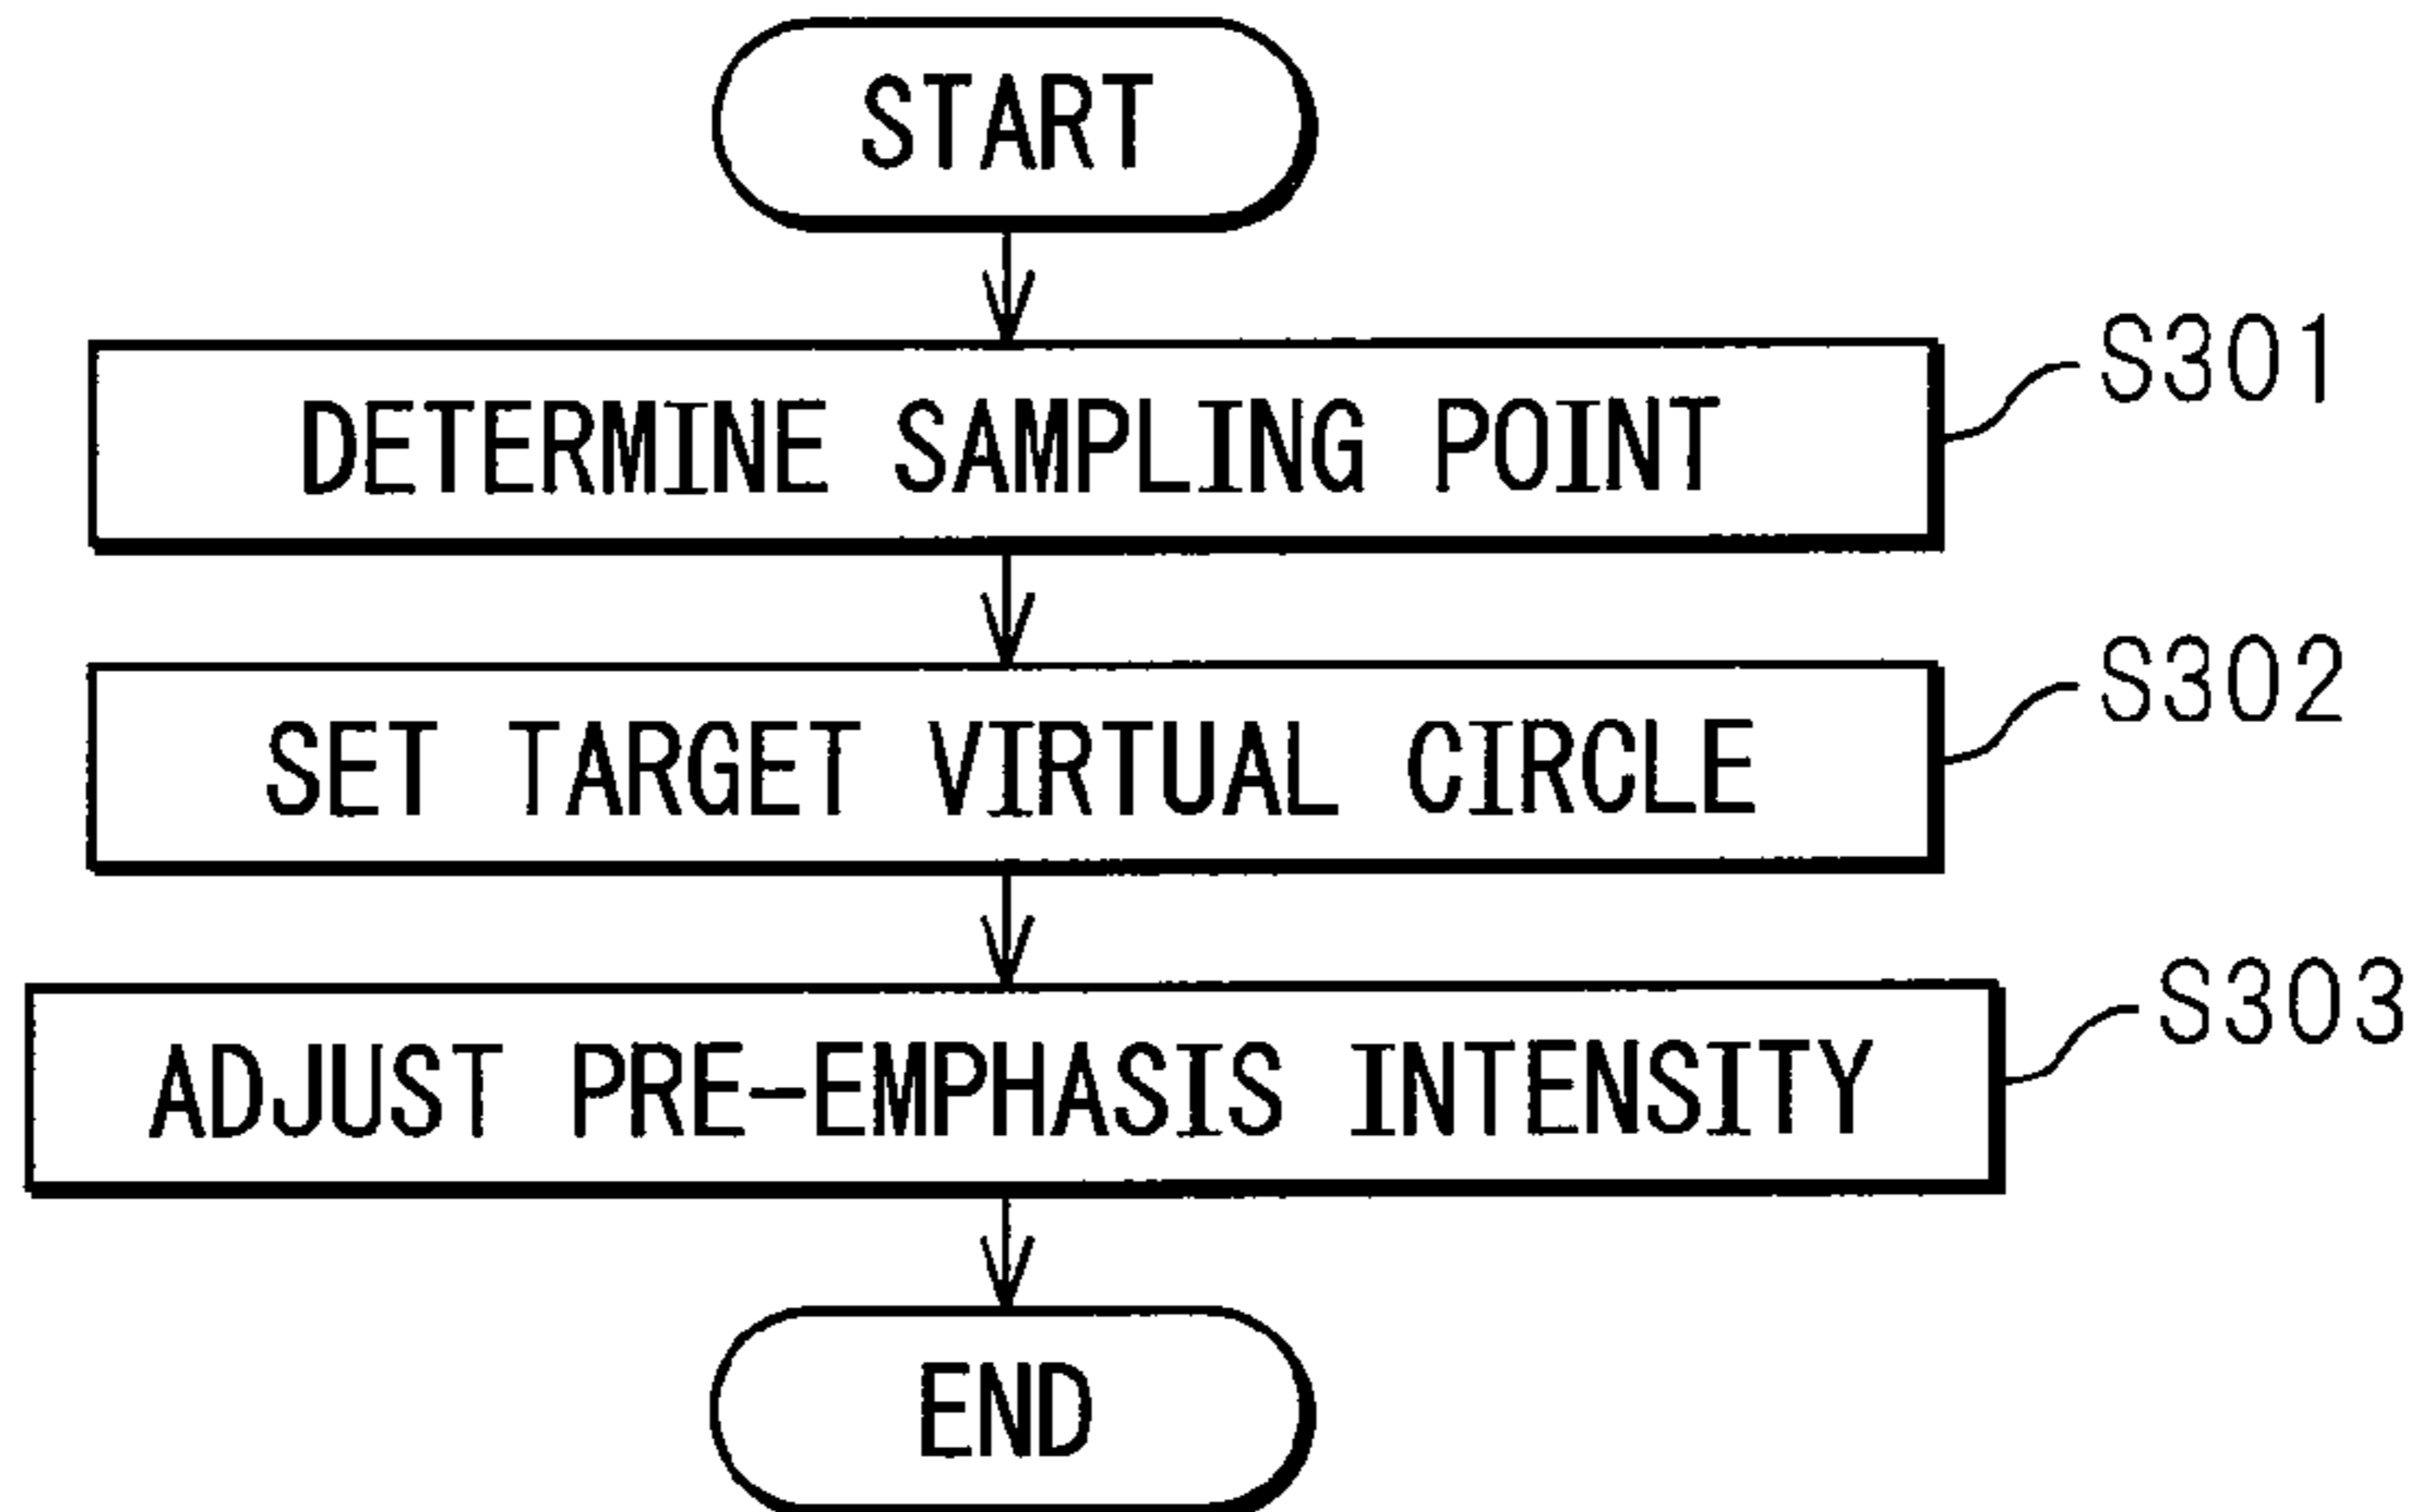 START
DETERMINE SAMPLING POINT
S301
SET TARGET VIRTUAL CIRCLE
S302
ADJUST PRE-EMPHASIS INTENSITY
S303
END